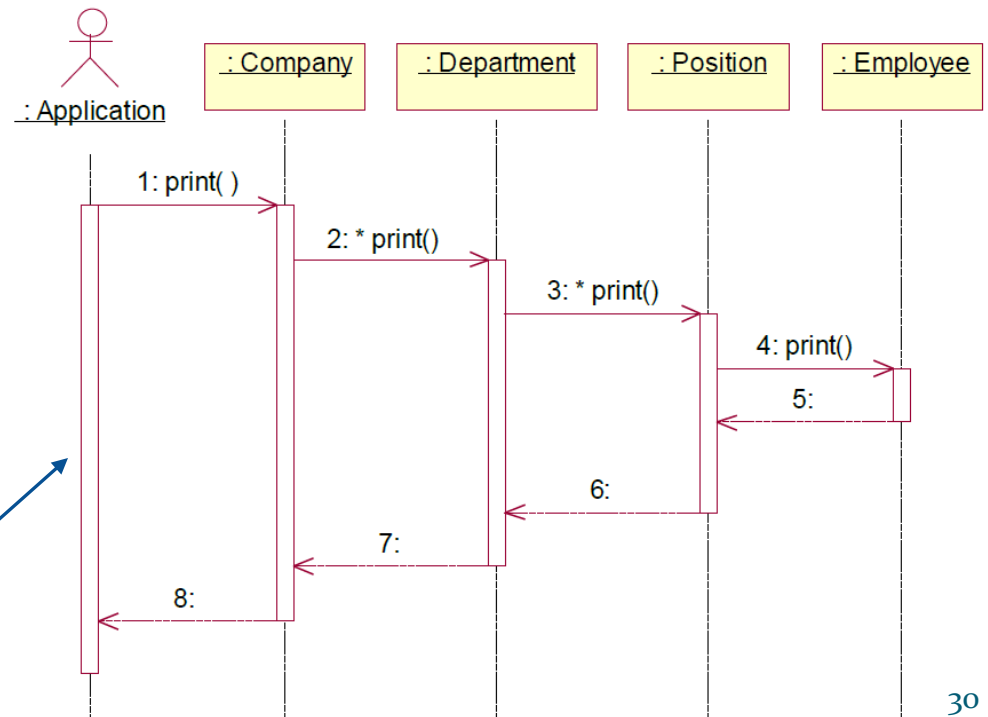 : Application
: Company
: Department
: Position
: Employee
1: print( )
2: * print()
3: * print()
4: print()
5:
6:
7:
8:
30